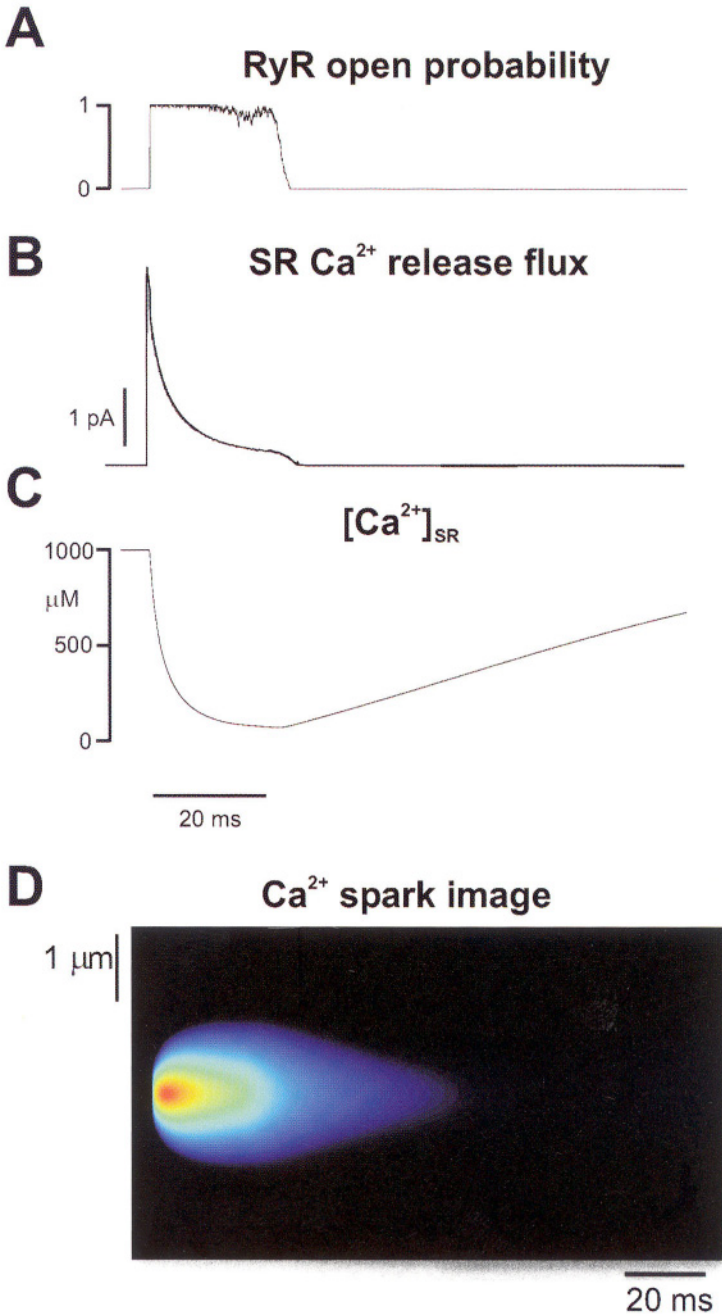 A
RyR open probability
1
0
B
SR Ca²⁺ release flux
1 pA
C
[Ca²⁺]SR
1000
μM
500
0
20 ms
D
Ca²⁺ spark image
1 μm
20 ms